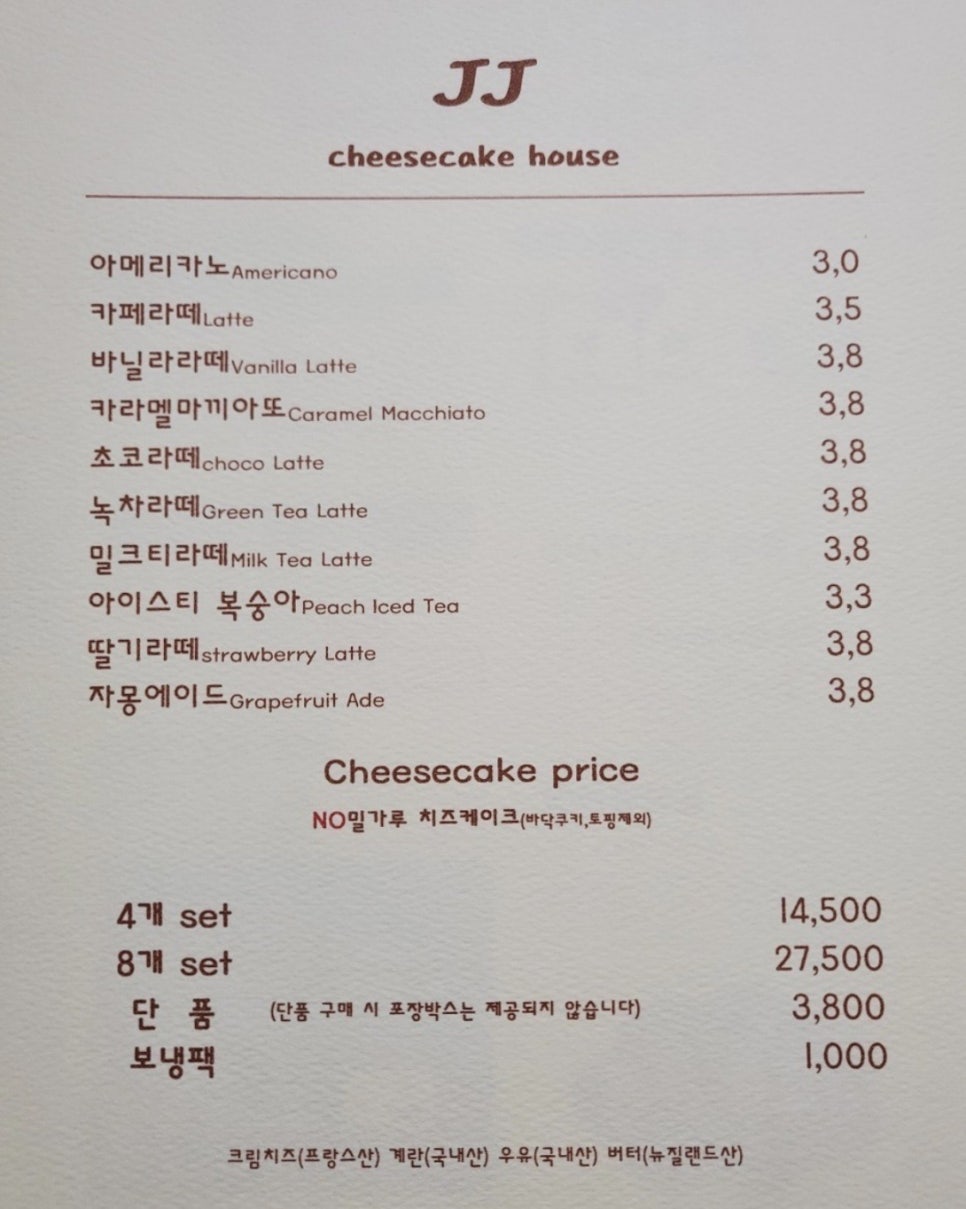 JJ
cheesecake house
아메리카노Americano 3,0
카페라떼Latte 3,5
바닐라라떼Vanilla Latte 3,8
카라멜마끼아또Caramel Macchiato 3,8
초코라떼choco Latte 3,8
녹차라떼Green Tea Latte 3,8
밀크티라떼Milk Tea Latte 3,8
아이스티 복숭아Peach Iced Tea 3,3
딸기라떼strawberry Latte 3,8
자몽에이드Grapefruit Ade 3,8
Cheesecake price
NO밀가루 치즈케이크(바닥쿠키,토핑제외)
4개 set 14,500
8개 set 27,500
단 품 (단품 구매 시 포장박스는 제공되지 않습니다) 3,800
보냉팩 1,000
크림치즈(프랑스산) 계란(국내산) 우유(국내산) 버터(뉴질랜드산)